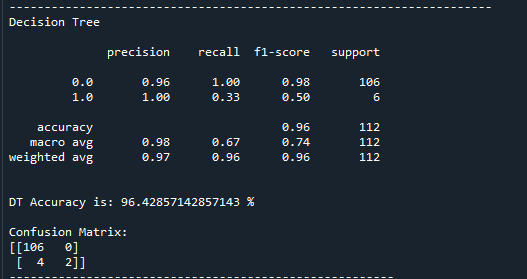 --------------------------------------------------------------------
Decision Tree
precision recall f1-score support
0.0 0.96 1.00 0.98 106
1.0 1.00 0.33 0.50 6
accuracy 0.96 112
macro avg 0.98 0.67 0.74 112
weighted avg 0.97 0.96 0.96 112
DT Accuracy is: 96.42857142857143 %
Confusion Matrix:
[[106 0]
[ 4 2]]
------------------------------------------------------